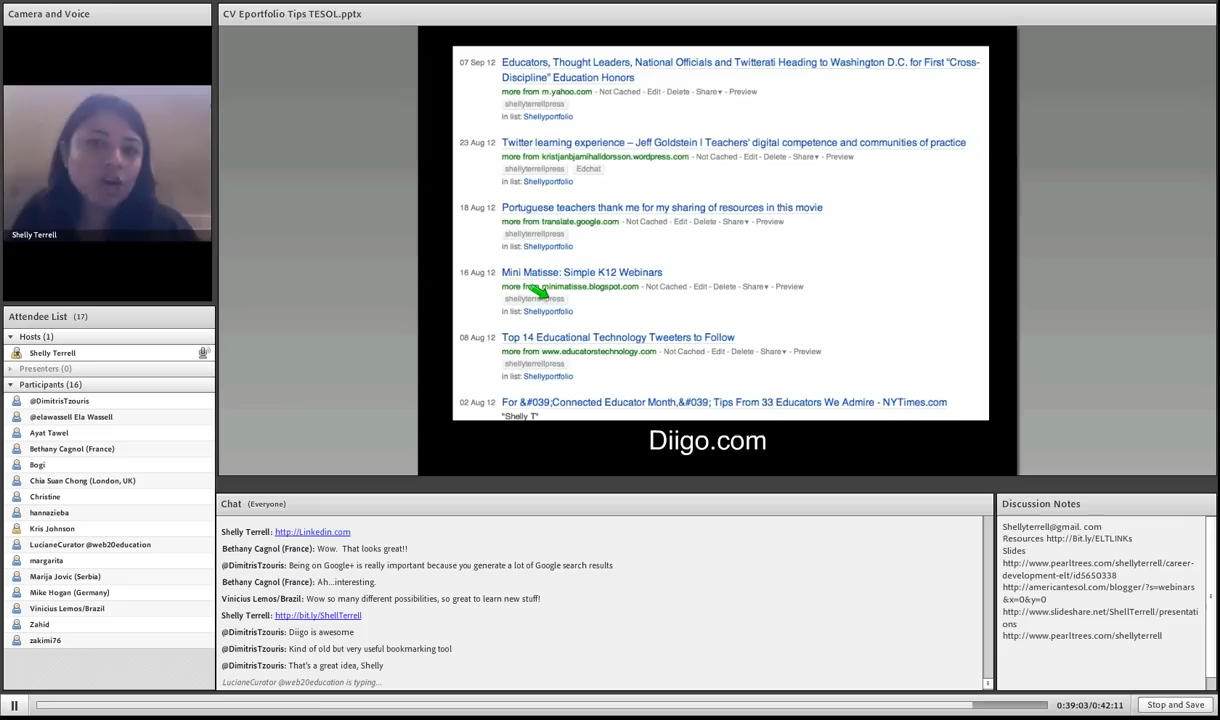 Camera and Voice
Shelly Terrell
Attendee List (17)
Hosts (1)
Shelly Terrell
Presenters (0)
Participants (16)
@DimitrisTzouris
@elawassell Ela Wassell
Ayat Tawel
Bethany Cagnol (France)
Bogi
Chia Suan Chong (London, UK)
Christine
hannazieba
Kris Johnson
LucianeCurator @web20education
margarita
Marija Jovic (Serbia)
Mike Hogan (Germany)
Vinicius Lemos/Brazil
Zahid
zakimi76
CV Eportfolio Tips TESOL.pptx
07 Sep 12 Educators, Thought Leaders, National Officials and Twitterati Heading to Washington D.C. for First "Cross-
Discipline" Education Honors
more from m.yahoo.com - Not Cached - Edit - Delete - Share▾ - Preview
shellyterrellpress
in list: Shellyportfolio
23 Aug 12 Twitter learning experience – Jeff Goldstein | Teachers' digital competence and communities of practice
more from kristjanbjarnihalldorsson.wordpress.com - Not Cached - Edit - Delete - Share▾ - Preview
shellyterrellpress Edchat
in list: Shellyportfolio
18 Aug 12 Portuguese teachers thank me for my sharing of resources in this movie
more from translate.google.com - Not Cached - Edit - Delete - Share▾ - Preview
shellyterrellpress
in list: Shellyportfolio
16 Aug 12 Mini Matisse: Simple K12 Webinars
more from minimatisse.blogspot.com - Not Cached - Edit - Delete - Share▾ - Preview
shellyterrellpress
in list: Shellyportfolio
08 Aug 12 Top 14 Educational Technology Tweeters to Follow
more from www.educatorstechnology.com - Not Cached - Edit - Delete - Share▾ - Preview
shellyterrellpress
in list: Shellyportfolio
02 Aug 12 For &#039;Connected Educator Month,&#039; Tips From 33 Educators We Admire - NYTimes.com
"Shelly T"
Diigo.com
Chat (Everyone)
Shelly Terrell: http://Linkedin.com
Bethany Cagnol (France): Wow. That looks great!!
@DimitrisTzouris: Being on Google+ is really important because you generate a lot of Google search results
Bethany Cagnol (France): Ah...interesting.
Vinicius Lemos/Brazil: Wow so many different possibilities, so great to learn new stuff!
Shelly Terrell: http://bit.ly/ShellTerrell
@DimitrisTzouris: Diigo is awesome
@DimitrisTzouris: Kind of old but very useful bookmarking tool
@DimitrisTzouris: That's a great idea, Shelly
LucianeCurator @web20education is typing...
Discussion Notes
Shellyterrell@gmail. com
Resources http://Bit.ly/ELTLINKs
Slides
http://www.pearltrees.com/shellyterrell/career-
development-elt/id5650338
http://americantesol.com/blogger/?s=webinars
&x=0&y=0
http://www.slideshare.net/ShellTerrell/presentati
ons
http://www.pearltrees.com/shellyterrell
0:39:03/0:42:11
Stop and Save